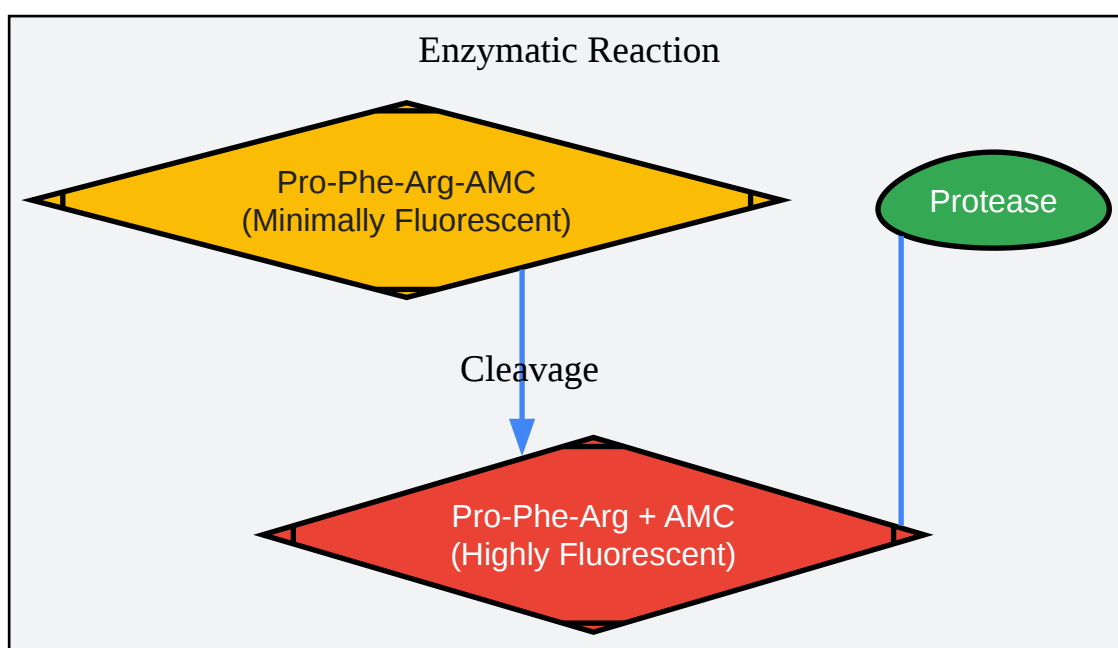 Enzymatic Reaction
Pro-Phe-Arg-AMC
(Minimally Fluorescent)
Protease
Cleavage
Pro-Phe-Arg + AMC
(Highly Fluorescent)